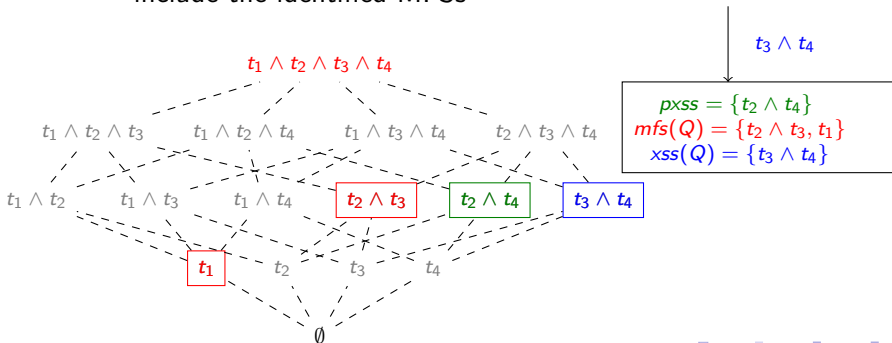 include the identified MFSs
t₃ ∧ t₄
t₁ ∧ t₂ ∧ t₃ ∧ t₄
pxss = {t₂ ∧ t₄}
mfs(Q) = {t₂ ∧ t₃, t₁}
xss(Q) = {t₃ ∧ t₄}
t₁ ∧ t₂ ∧ t₃ t₁ ∧ t₂ ∧ t₄ t₁ ∧ t₃ ∧ t₄ t₂ ∧ t₃ ∧ t₄
t₁ ∧ t₂ t₁ ∧ t₃ t₁ ∧ t₄ t₂ ∧ t₃ t₂ ∧ t₄ t₃ ∧ t₄
t₁ t₂ t₃ t₄
∅